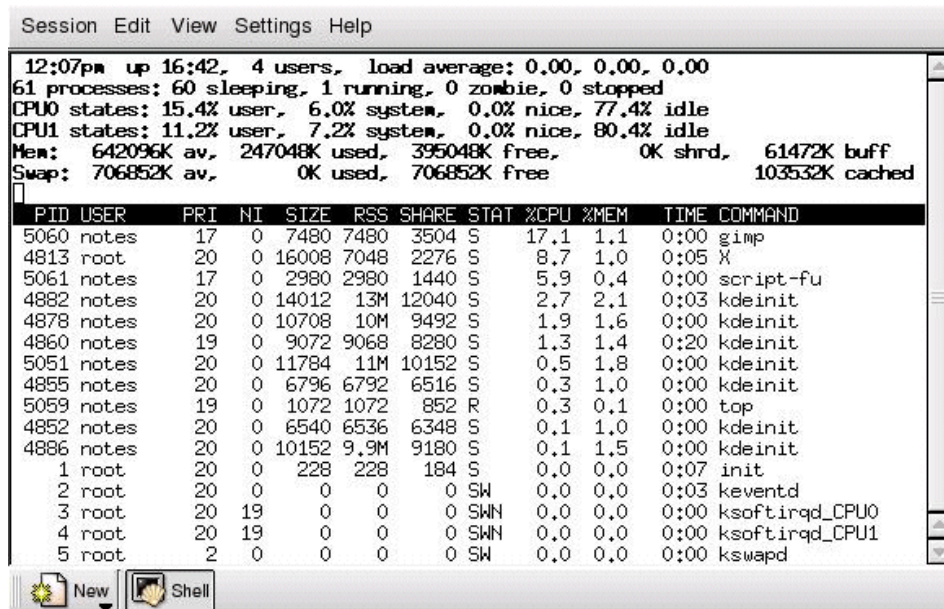 Session Edit View Settings Help
12:07pm up 16:42, 4 users, load average: 0.00, 0.00, 0.00
61 processes: 60 sleeping, 1 running, 0 zombie, 0 stopped
CPU0 states: 15.4% user, 6.0% system, 0.0% nice, 77.4% idle
CPU1 states: 11.2% user, 7.2% system, 0.0% nice, 80.4% idle
Mem: 642096K av, 247048K used, 395048K free, 0K shrd, 61472K buff
Swap: 706852K av, 0K used, 706852K free 103532K cached
PID USER PRI NI SIZE RSS SHARE STAT %CPU %MEM TIME COMMAND
5060 notes 17 0 7480 7480 3504 S 17.1 1.1 0:00 gimp
4813 root 20 0 16008 7048 2276 S 8.7 1.0 0:05 X
5061 notes 17 0 2980 2980 1440 S 5.9 0.4 0:00 script-fu
4882 notes 20 0 14012 13M 12040 S 2.7 2.1 0:03 kdeinit
4878 notes 20 0 10708 10M 9492 S 1.9 1.6 0:00 kdeinit
4860 notes 19 0 9072 9068 8280 S 1.3 1.4 0:20 kdeinit
5051 notes 20 0 11784 11M 10152 S 0.5 1.8 0:00 kdeinit
4855 notes 20 0 6796 6792 6516 S 0.3 1.0 0:00 kdeinit
5059 notes 19 0 1072 1072 852 R 0.3 0.1 0:00 top
4852 notes 20 0 6540 6536 6348 S 0.1 1.0 0:00 kdeinit
4886 notes 20 0 10152 9.9M 9180 S 0.1 1.5 0:00 kdeinit
1 root 20 0 228 228 184 S 0.0 0.0 0:07 init
2 root 20 0 0 0 0 SW 0.0 0.0 0:03 keventd
3 root 20 19 0 0 0 SWN 0.0 0.0 0:00 ksoftirqd_CPU0
4 root 20 19 0 0 0 SWN 0.0 0.0 0:00 ksoftirqd_CPU1
5 root 2 0 0 0 0 SW 0.0 0.0 0:00 kswapd
New Shell